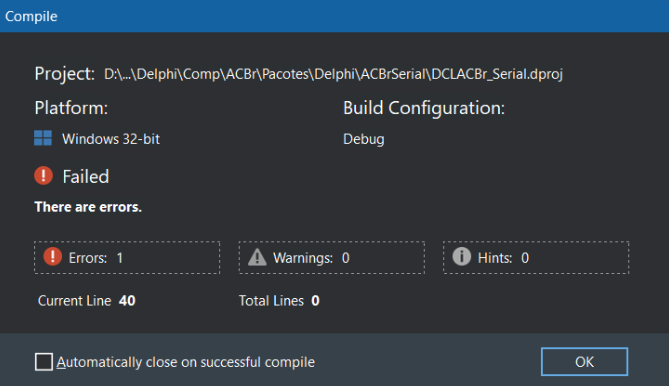 Compile
Project: D:\...\Delphi\Comp\ACBr\Pacotes\Delphi\ACBrSerial\DCLACBr_Serial.dproj
Platform: Build Configuration:
Windows 32-bit Debug
Failed
There are errors.
Errors: 1 Warnings: 0 Hints: 0
Current Line 40 Total Lines 0
Automatically close on successful compile OK